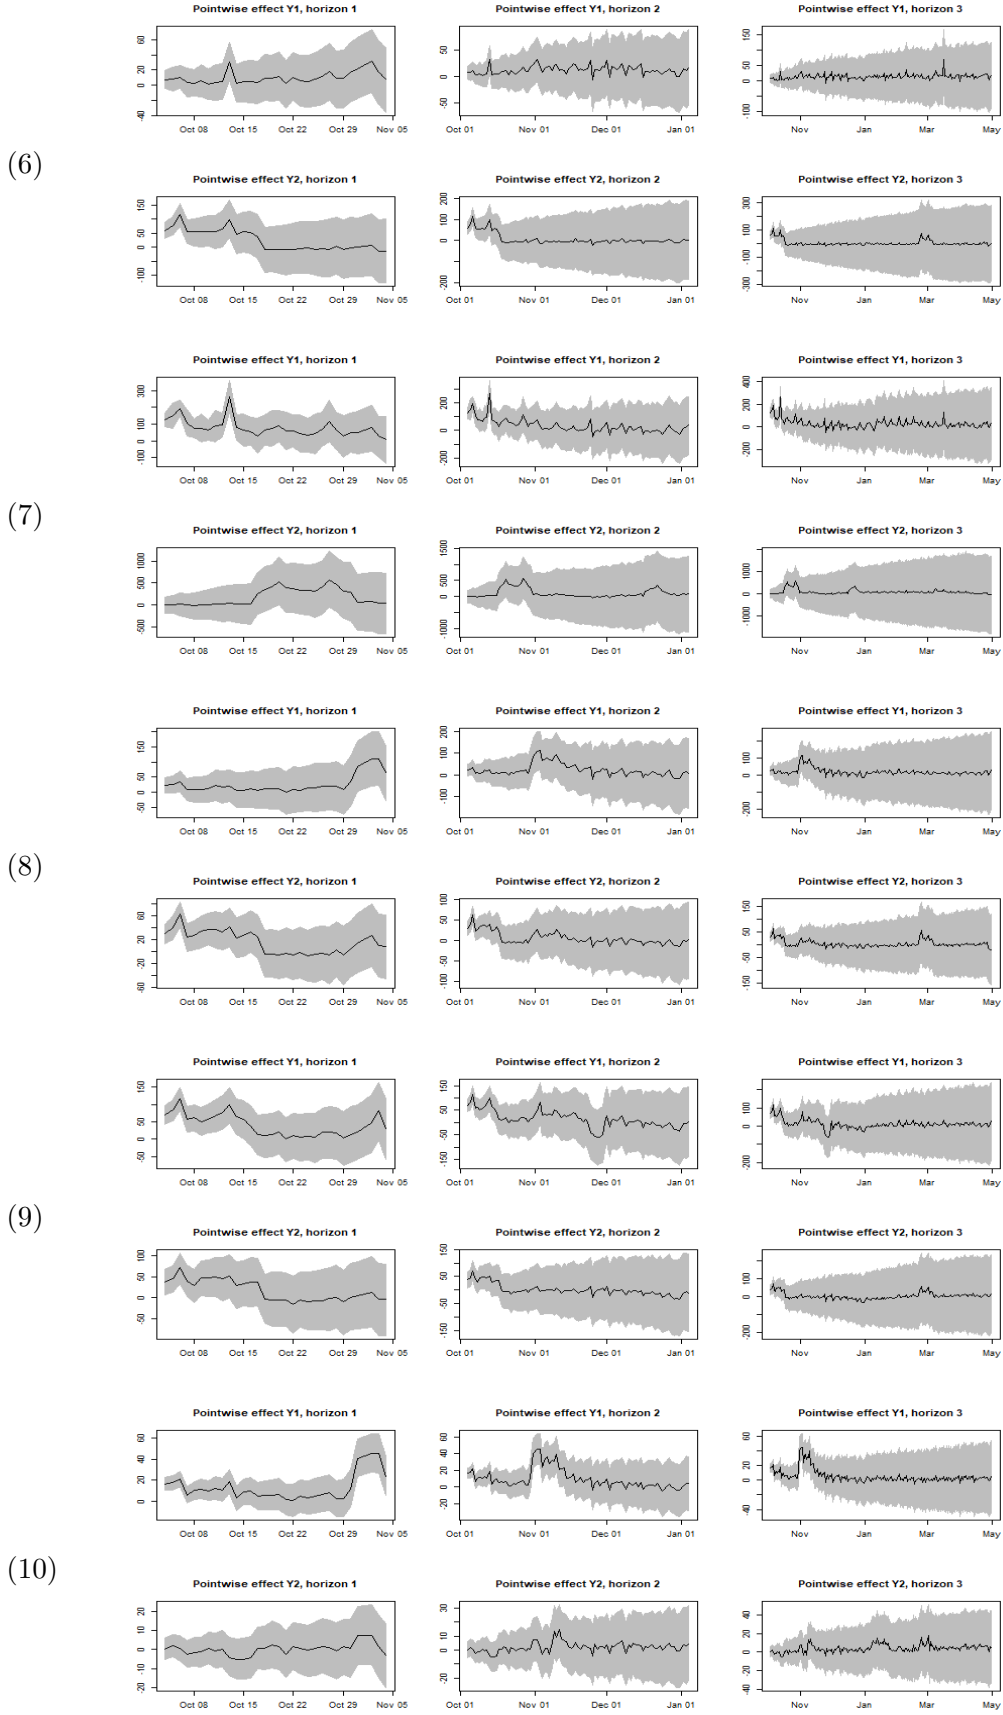 Pointwise effect Y1, horizon 1 Pointwise effect Y1, horizon 2 Pointwise effect Y1, horizon 3
-40 0 20 60
-50 0 50
-100 0 50 150
Oct 08 Oct 15 Oct 22 Oct 29 Nov 05 Oct 01 Nov 01 Dec 01 Jan 01 Nov Jan Mar May
(6)
Pointwise effect Y2, horizon 1 Pointwise effect Y2, horizon 2 Pointwise effect Y2, horizon 3
-100 0 50 150
-200 0 100 200
-300 -100 0 100 300
Oct 08 Oct 15 Oct 22 Oct 29 Nov 05 Oct 01 Nov 01 Dec 01 Jan 01 Nov Jan Mar May
Pointwise effect Y1, horizon 1 Pointwise effect Y1, horizon 2 Pointwise effect Y1, horizon 3
-100 0 100 300
-200 0 200
-200 0 200 400
Oct 08 Oct 15 Oct 22 Oct 29 Nov 05 Oct 01 Nov 01 Dec 01 Jan 01 Nov Jan Mar May
(7)
Pointwise effect Y2, horizon 1 Pointwise effect Y2, horizon 2 Pointwise effect Y2, horizon 3
-500 0 500 1000
-1000 0 500 1500
-1000 0 1000
Oct 08 Oct 15 Oct 22 Oct 29 Nov 05 Oct 01 Nov 01 Dec 01 Jan 01 Nov Jan Mar May
Pointwise effect Y1, horizon 1 Pointwise effect Y1, horizon 2 Pointwise effect Y1, horizon 3
-50 0 50 150
-100 0 100 200
-200 0 100
Oct 08 Oct 15 Oct 22 Oct 29 Nov 05 Oct 01 Nov 01 Dec 01 Jan 01 Nov Jan Mar May
(8)
Pointwise effect Y2, horizon 1 Pointwise effect Y2, horizon 2 Pointwise effect Y2, horizon 3
-60 -20 20 60
-100 -50 0 50 100
-150 -50 0 50 150
Oct 08 Oct 15 Oct 22 Oct 29 Nov 05 Oct 01 Nov 01 Dec 01 Jan 01 Nov Jan Mar May
Pointwise effect Y1, horizon 1 Pointwise effect Y1, horizon 2 Pointwise effect Y1, horizon 3
-50 0 50 150
-150 -50 50 150
-200 0 100
Oct 08 Oct 15 Oct 22 Oct 29 Nov 05 Oct 01 Nov 01 Dec 01 Jan 01 Nov Jan Mar May
(9)
Pointwise effect Y2, horizon 1 Pointwise effect Y2, horizon 2 Pointwise effect Y2, horizon 3
-50 0 50 100
-150 -50 0 50 150
-200 0 100
Oct 08 Oct 15 Oct 22 Oct 29 Nov 05 Oct 01 Nov 01 Dec 01 Jan 01 Nov Jan Mar May
Pointwise effect Y1, horizon 1 Pointwise effect Y1, horizon 2 Pointwise effect Y1, horizon 3
0 20 40 60
-20 0 20 40 60
-40 0 20 60
Oct 08 Oct 15 Oct 22 Oct 29 Nov 05 Oct 01 Nov 01 Dec 01 Jan 01 Nov Jan Mar May
(10)
Pointwise effect Y2, horizon 1 Pointwise effect Y2, horizon 2 Pointwise effect Y2, horizon 3
-20 -10 0 10 20
-20 0 10 30
-40 0 20 40
Oct 08 Oct 15 Oct 22 Oct 29 Nov 05 Oct 01 Nov 01 Dec 01 Jan 01 Nov Jan Mar May